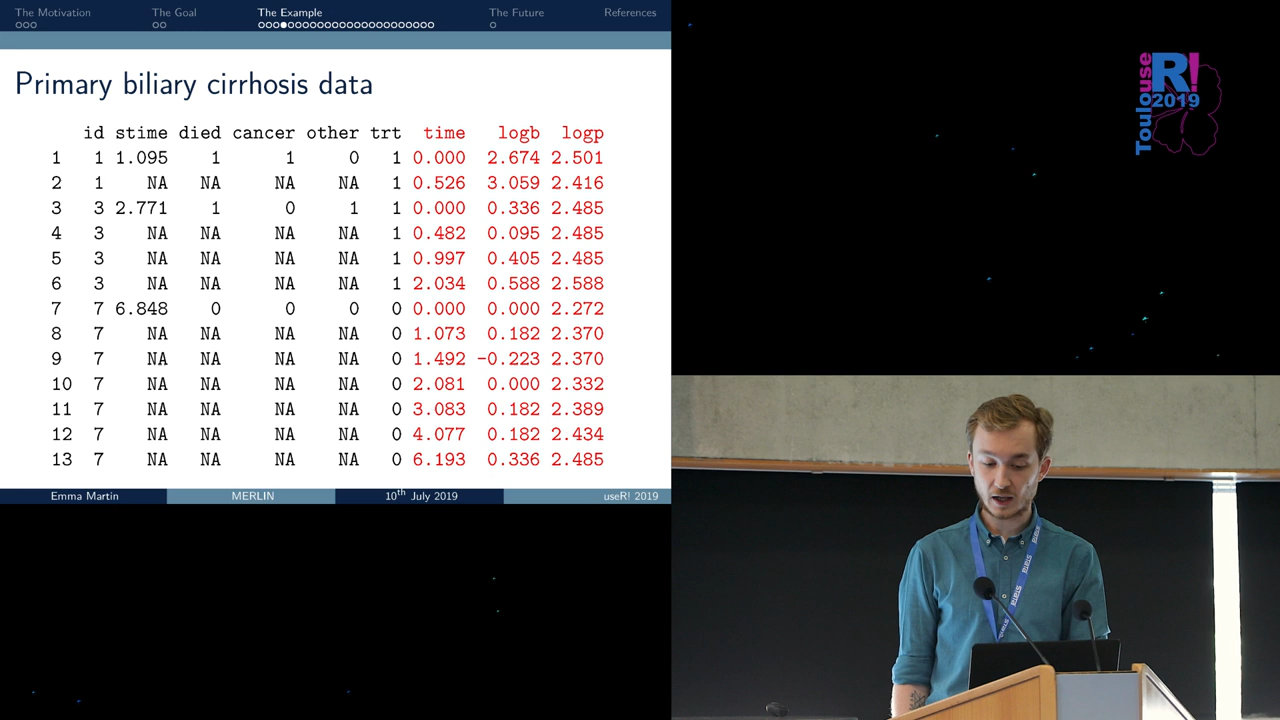 The Motivation The Goal The Example The Future References
Primary biliary cirrhosis data
id stime died cancer other trt time logb logp
1 1 1.095 1 1 0 1 0.000 2.674 2.501
2 1 NA NA NA NA 1 0.526 3.059 2.416
3 3 2.771 1 0 1 1 0.000 0.336 2.485
4 3 NA NA NA NA 1 0.482 0.095 2.485
5 3 NA NA NA NA 1 0.997 0.405 2.485
6 3 NA NA NA NA 1 2.034 0.588 2.588
7 7 6.848 0 0 0 0 0.000 0.000 2.272
8 7 NA NA NA NA 0 1.073 0.182 2.370
9 7 NA NA NA NA 0 1.492 -0.223 2.370
10 7 NA NA NA NA 0 2.081 0.000 2.332
11 7 NA NA NA NA 0 3.083 0.182 2.389
12 7 NA NA NA NA 0 4.077 0.182 2.434
13 7 NA NA NA NA 0 6.193 0.336 2.485
Emma Martin MERLIN 10th July 2019 useR! 2019
Toulouse
R!
2019